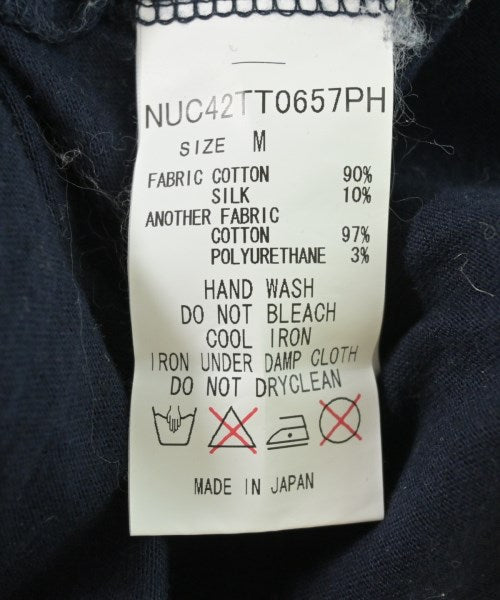 NUC42TT0657PH
SIZE M
FABRIC COTTON 90%
SILK 10%
ANOTHER FABRIC
COTTON 97%
POLYURETHANE 3%
HAND WASH
DO NOT BLEACH
COOL IRON
IRON UNDER DAMP CLOTH
DO NOT DRYCLEAN
MADE IN JAPAN